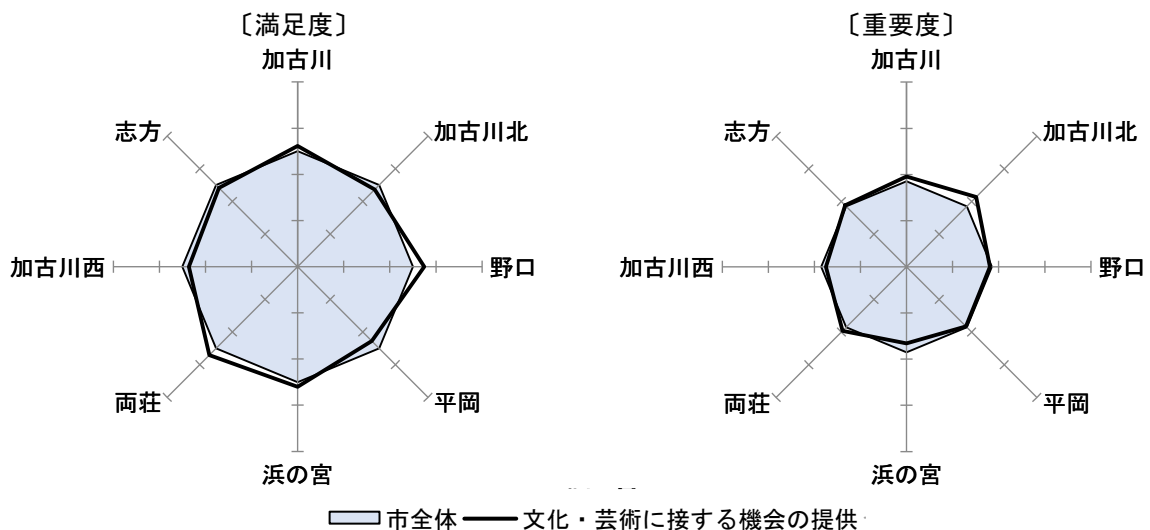 〔満足度〕
加古川
加古川北
野口
平岡
浜の宮
両荘
加古川西
志方
〔重要度〕
加古川
加古川北
野口
平岡
浜の宮
両荘
加古川西
志方
市全体 文化・芸術に接する機会の提供